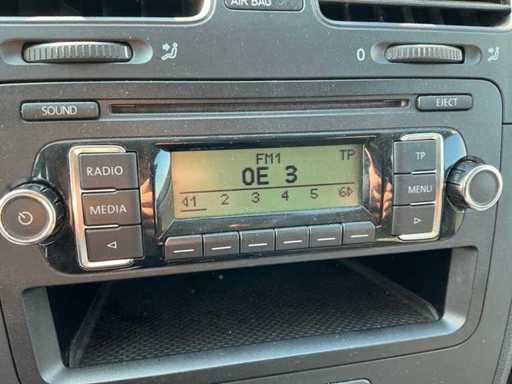 AIR BAG
0
SOUND
EJECT
RADIO
FM1
TP
TP
OE 3
MEDIA
MENU
1 2 3 4 5 6